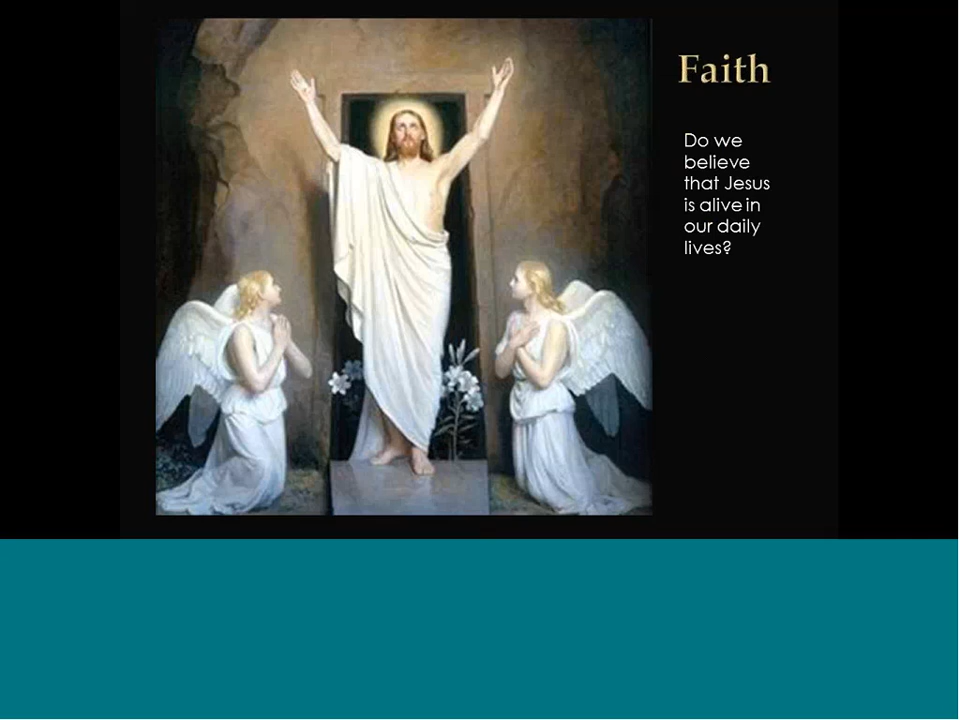 Faith
Do we
believe
that Jesus
is alive in
our daily
lives?